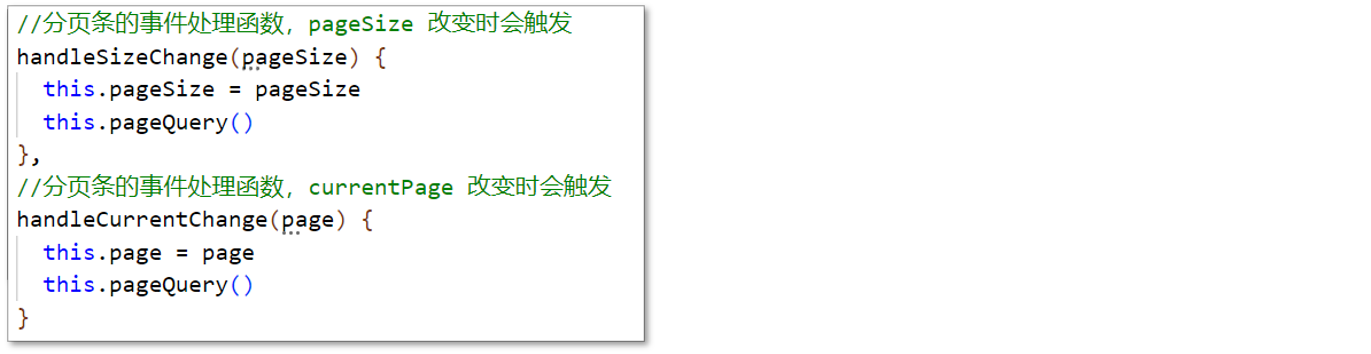 //分页条的事件处理函数，pageSize 改变时会触发
handleSizeChange(pageSize) {
  this.pageSize = pageSize
  this.pageQuery()
},
//分页条的事件处理函数，currentPage 改变时会触发
handleCurrentChange(page) {
  this.page = page
  this.pageQuery()
}